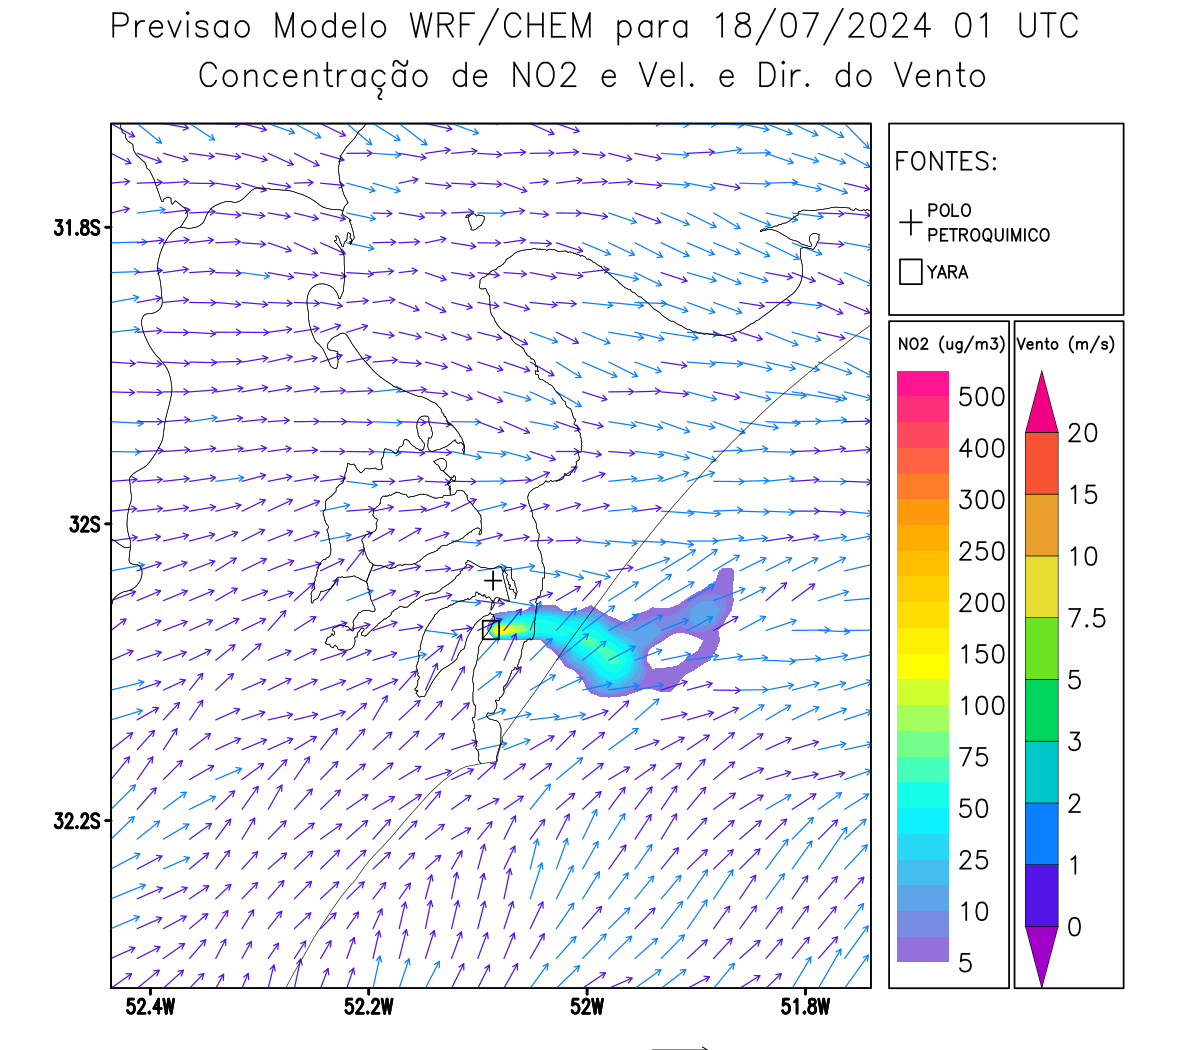 Previsao Modelo WRF/CHEM para 18/07/2024 01 UTC
Concentração de NO2 e Vel. e Dir. do Vento
FONTES:
POLO
PETROQUIMICO
YARA
NO2 (ug/m3)
500
400
300
250
200
150
100
75
50
25
10
5
Vento (m/s)
20
15
10
7.5
5
3
2
1
0
31.8S
32S
32.2S
52.4W
52.2W
52W
51.8W